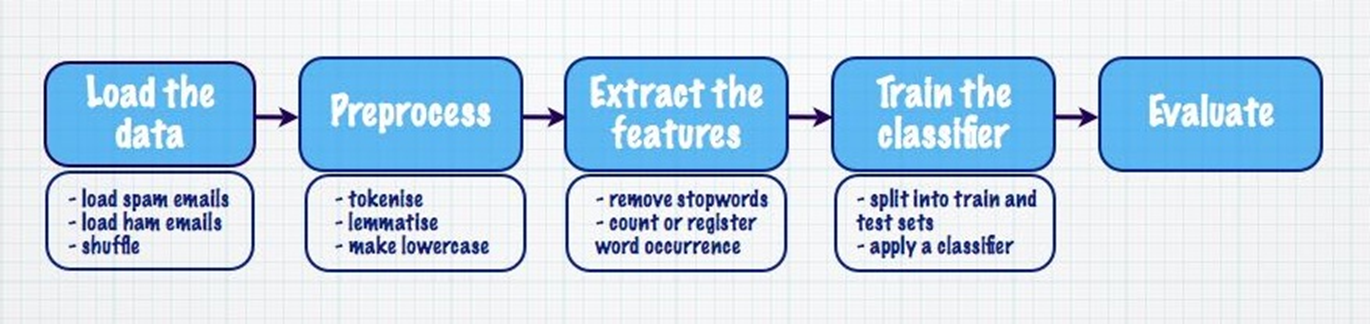 Load the
data
- load spam emails
- load ham emails
- shuffle
Preprocess
- tokenise
- lemmatise
- make lowercase
Extract the
features
- remove stopwords
- count or register
word occurrence
Train the
classifier
- split into train and
test sets
- apply a classifier
Evaluate